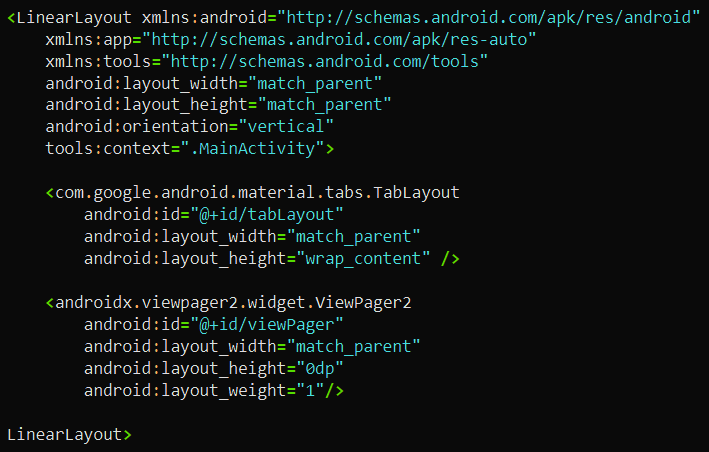 <LinearLayout xmlns:android="http://schemas.android.com/apk/res/android"
    xmlns:app="http://schemas.android.com/apk/res-auto"
    xmlns:tools="http://schemas.android.com/tools"
    android:layout_width="match_parent"
    android:layout_height="match_parent"
    android:orientation="vertical"
    tools:context=".MainActivity">

    <com.google.android.material.tabs.TabLayout
        android:id="@+id/tabLayout"
        android:layout_width="match_parent"
        android:layout_height="wrap_content" />

    <androidx.viewpager2.widget.ViewPager2
        android:id="@+id/viewPager"
        android:layout_width="match_parent"
        android:layout_height="0dp"
        android:layout_weight="1"/>

LinearLayout>